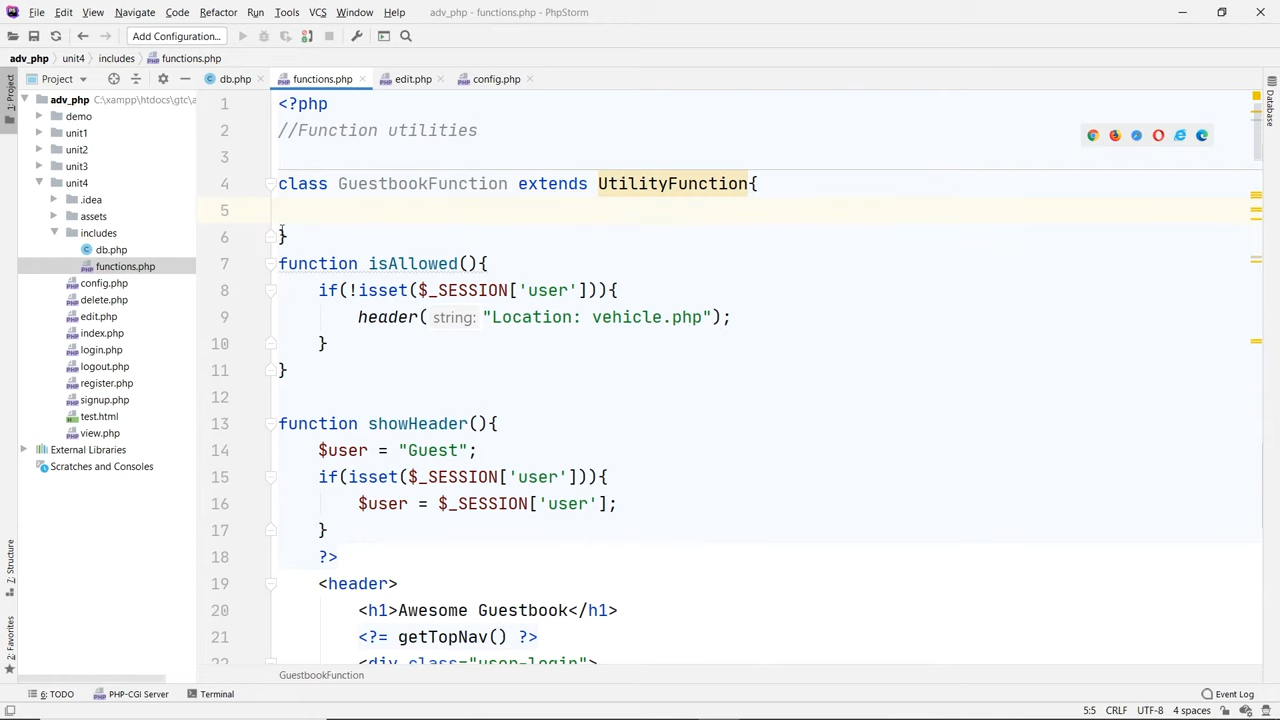 File Edit View Navigate Code Refactor Run Tools VCS Window Help adv_php - functions.php - PhpStorm
Add Configuration...
adv_php unit4 includes functions.php
Project db.php functions.php edit.php config.php
1: Project
Database
adv_php C:\xampp\htdocs\gtc\a
demo
unit1
unit2
unit3
unit4
.idea
assets
includes
db.php
functions.php
config.php
delete.php
edit.php
index.php
login.php
logout.php
register.php
signup.php
test.html
view.php
External Libraries
Scratches and Consoles
7: Structure
2: Favorites
1 <?php
2 //Function utilities
3
4 class GuestbookFunction extends UtilityFunction{
5
6 }
7 function isAllowed(){
8 if(!isset($_SESSION['user'])){
9 header( string: "Location: vehicle.php");
10 }
11 }
12
13 function showHeader(){
14 $user = "Guest";
15 if(isset($_SESSION['user'])){
16 $user = $_SESSION['user'];
17 }
18 ?>
19 <header>
20 <h1>Awesome Guestbook</h1>
21 <?= getTopNav() ?>
22 <div class="user-login">
GuestbookFunction
6: TODO PHP-CGI Server Terminal Event Log
5:5 CRLF UTF-8 4 spaces